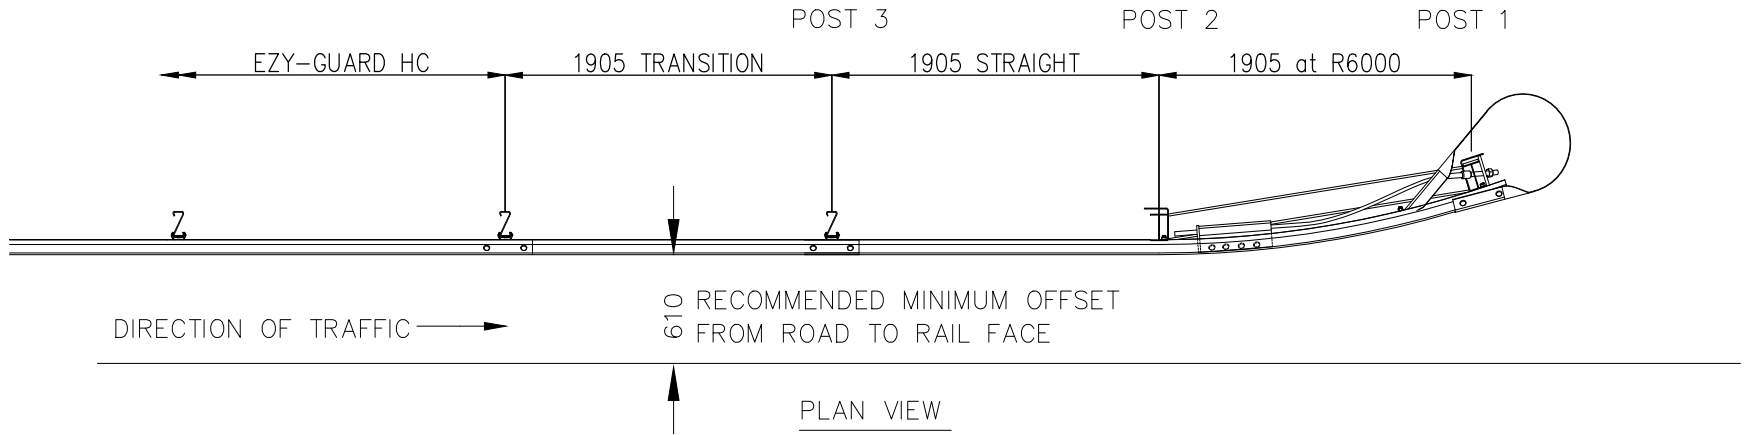 POST 3
POST 2
POST 1
EZY-GUARD HC
1905 TRANSITION
1905 STRAIGHT
1905 at R6000
610
RECOMMENDED MINIMUM OFFSET
FROM ROAD TO RAIL FACE
DIRECTION OF TRAFFIC
PLAN VIEW